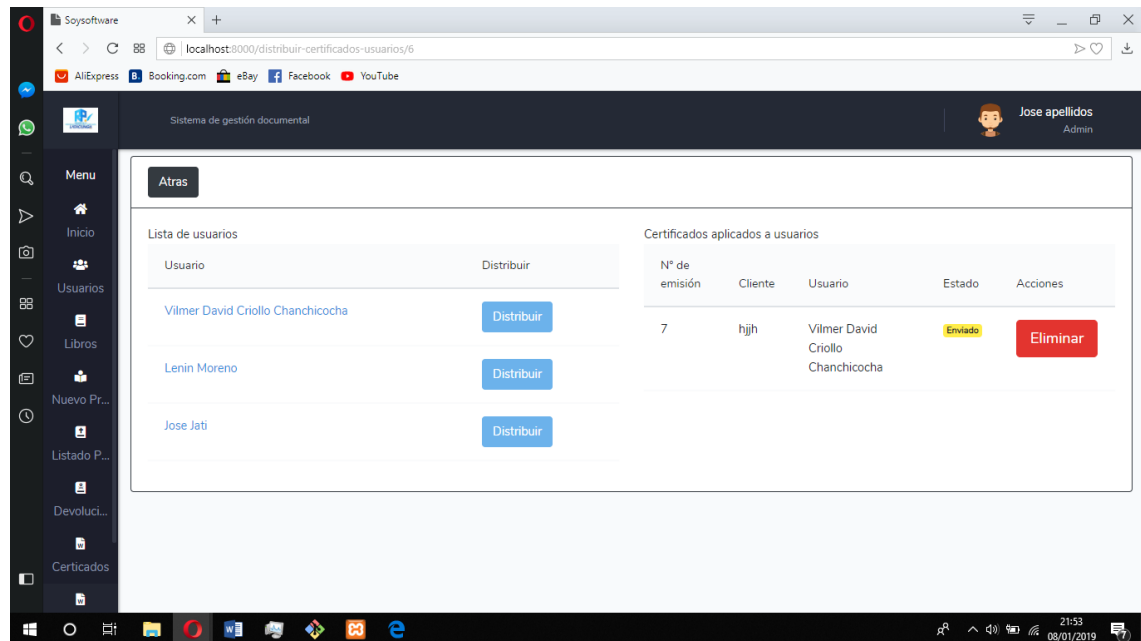 Soysoftware
localhost:8000/distribuir-certificados-usuarios/6
AliExpress
B. Booking.com
eBay
Facebook
YouTube
Sistema de gestión documental
Jose apellidos
Admin
Menu
Inicio
Usuarios
Libros
Nuevo Pr...
Listado P...
Devoluci...
Certicados
Atras
Lista de usuarios
Usuario Distribuir
Vilmer David Criollo Chanchicocha Distribuir
Lenin Moreno Distribuir
Jose Jati Distribuir
Certificados aplicados a usuarios
N° de
emisión Cliente Usuario Estado Acciones
7 hjjh Vilmer David Enviado Eliminar
Criollo
Chanchicocha
21:53
08/01/2019